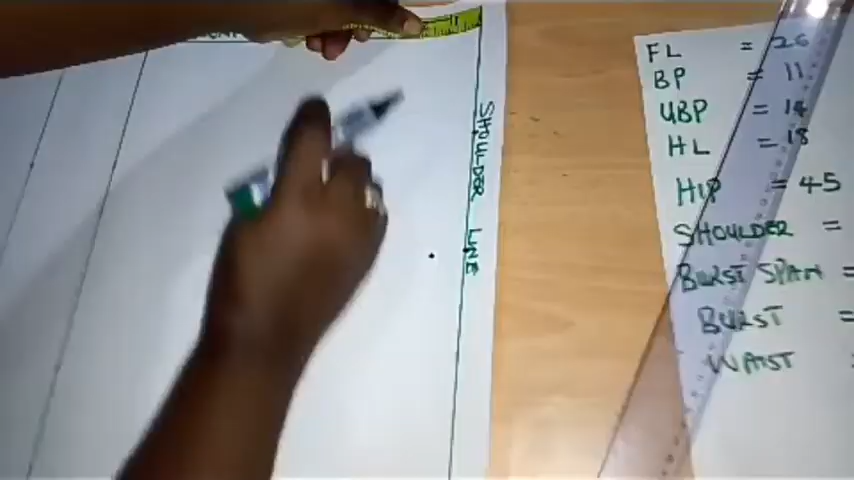 SHOULDER LINE
FL = 26
BP = 11
UBP = 14
HL = 18
HIP = 45
SHOULDER =
BURST SPAN =
BURST =
WAIST